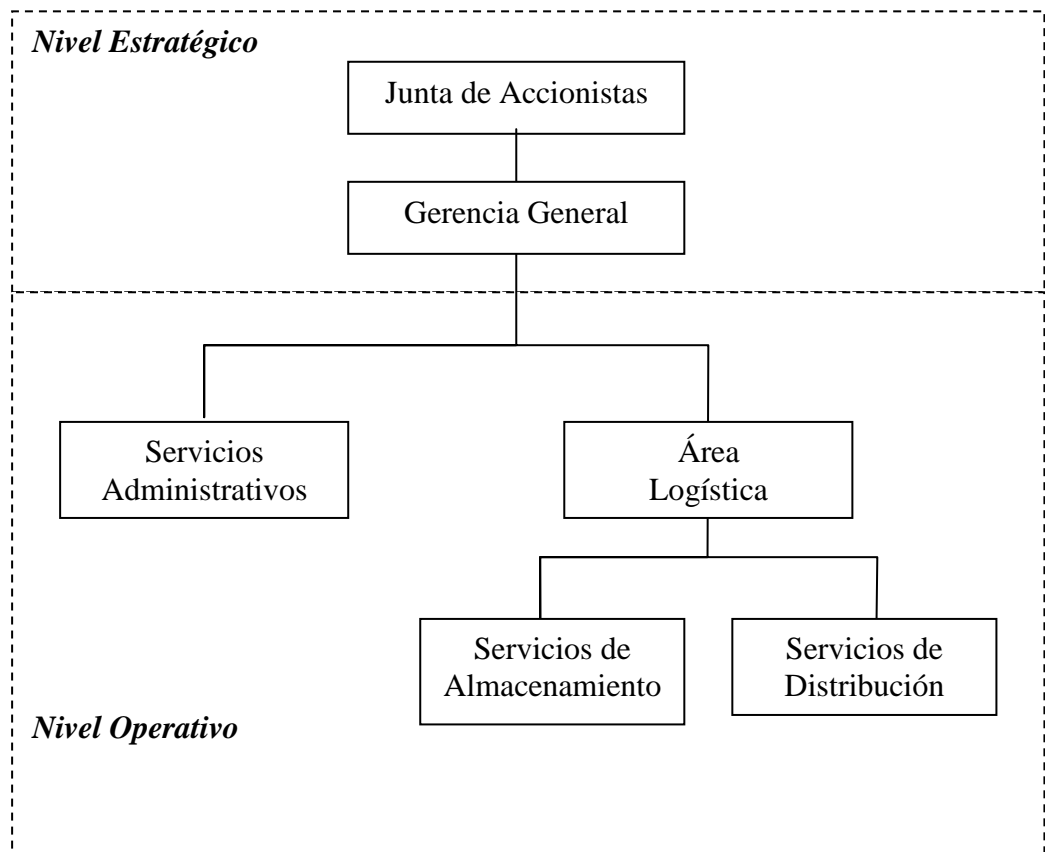 Nivel Estratégico
Junta de Accionistas
Gerencia General
Servicios
Administrativos
Área
Logística
Servicios de
Almacenamiento
Servicios de
Distribución
Nivel Operativo